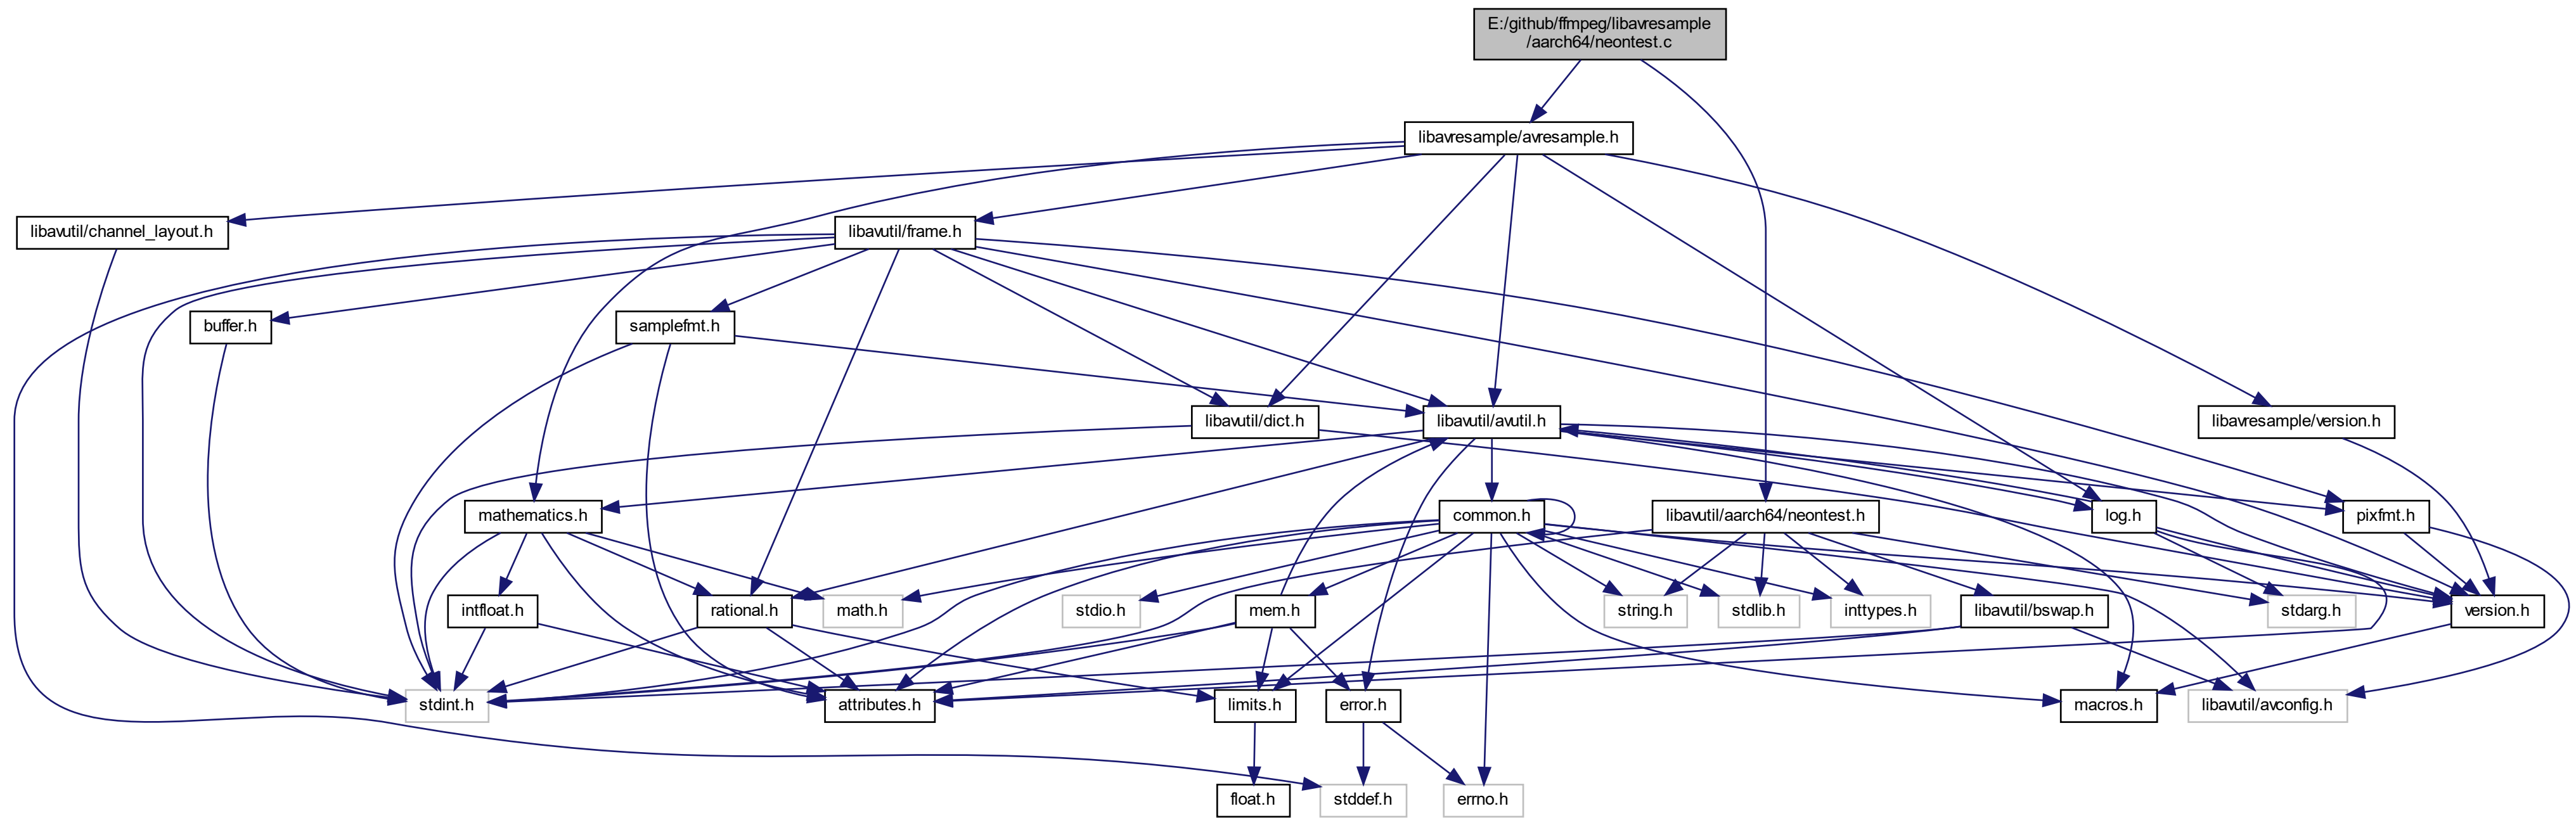 E:/github/ffmpeg/libavresample
/aarch64/neontest.c
libavresample/avresample.h
libavutil/channel_layout.h
libavutil/frame.h
buffer.h
samplefmt.h
libavutil/dict.h
libavutil/avutil.h
libavresample/version.h
mathematics.h
common.h
libavutil/aarch64/neontest.h
log.h
pixfmt.h
intfloat.h
rational.h
math.h
stdio.h
mem.h
string.h
stdlib.h
inttypes.h
libavutil/bswap.h
stdarg.h
version.h
stdint.h
attributes.h
limits.h
error.h
macros.h
libavutil/avconfig.h
float.h
stddef.h
errno.h